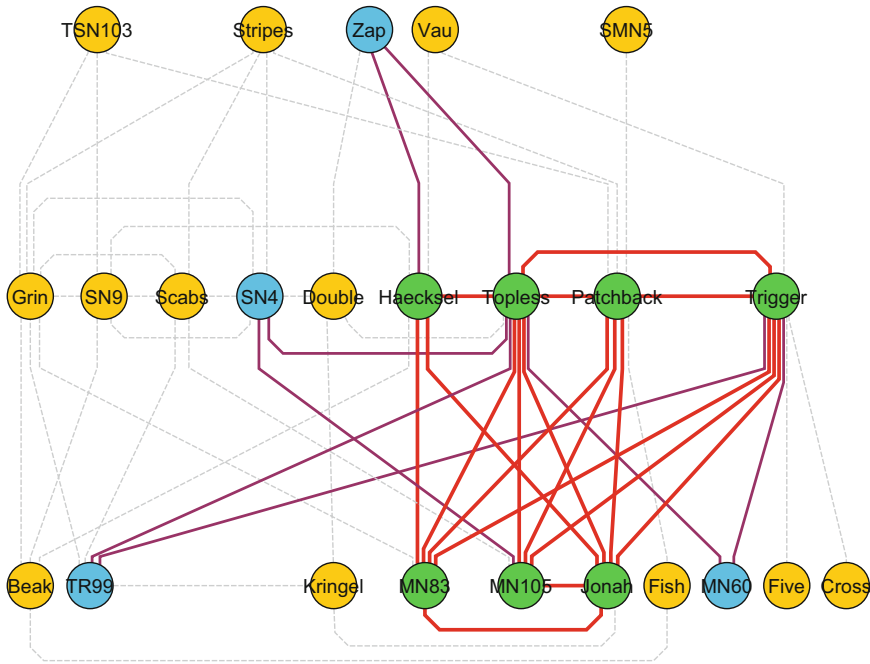 TSN103 Stripes Zap Vau SMN5
Grin SN9 Scabs SN4 Double Haecksel Topless Patchback Trigger
Beak TR99 Kringel MN83 MN105 Jonah Fish MN60 Five Cross